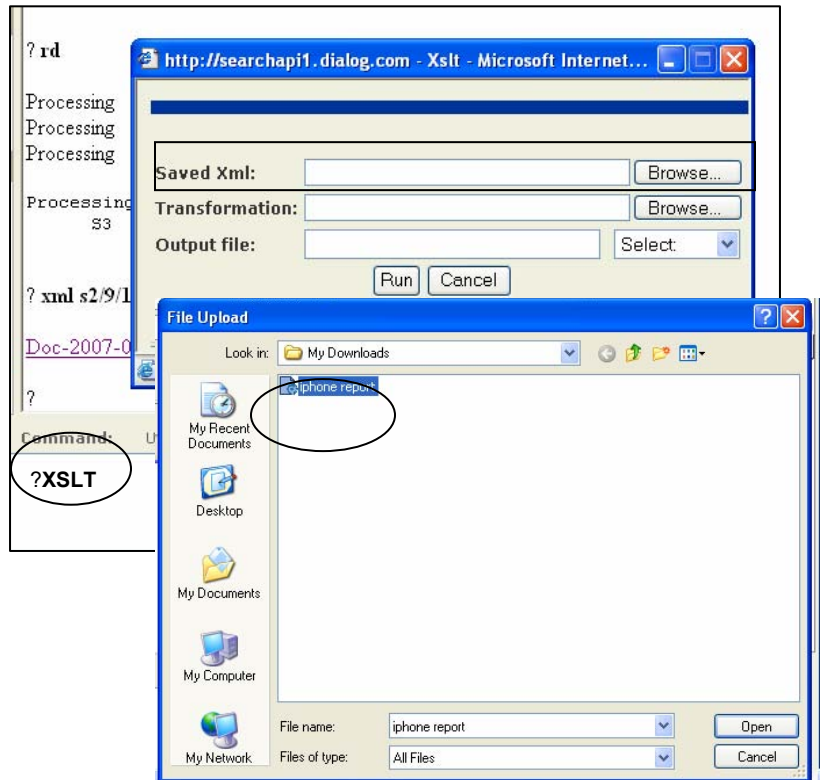 ? rd
Processing
Processing
Processing
Processing
S3
? xml s2/9/1
Doc-2007-0
?
Command:
?XSLT
http://searchapi1.dialog.com - Xslt - Microsoft Internet...
Saved Xml: Browse...
Transformation: Browse...
Output file: Select:
Run Cancel
File Upload
Look in: My Downloads
iphone report
My Recent
Documents
Desktop
My Documents
My Computer
My Network
File name: iphone report Open
Files of type: All Files Cancel